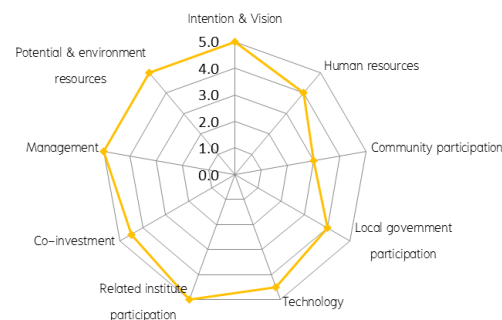 Intention & Vision
5.0
4.0
3.0
2.0
1.0
0.0
Human resources
Community participation
Local government
participation
Technology
Related institute
participation
Co-investment
Management
Potential & environment
resources